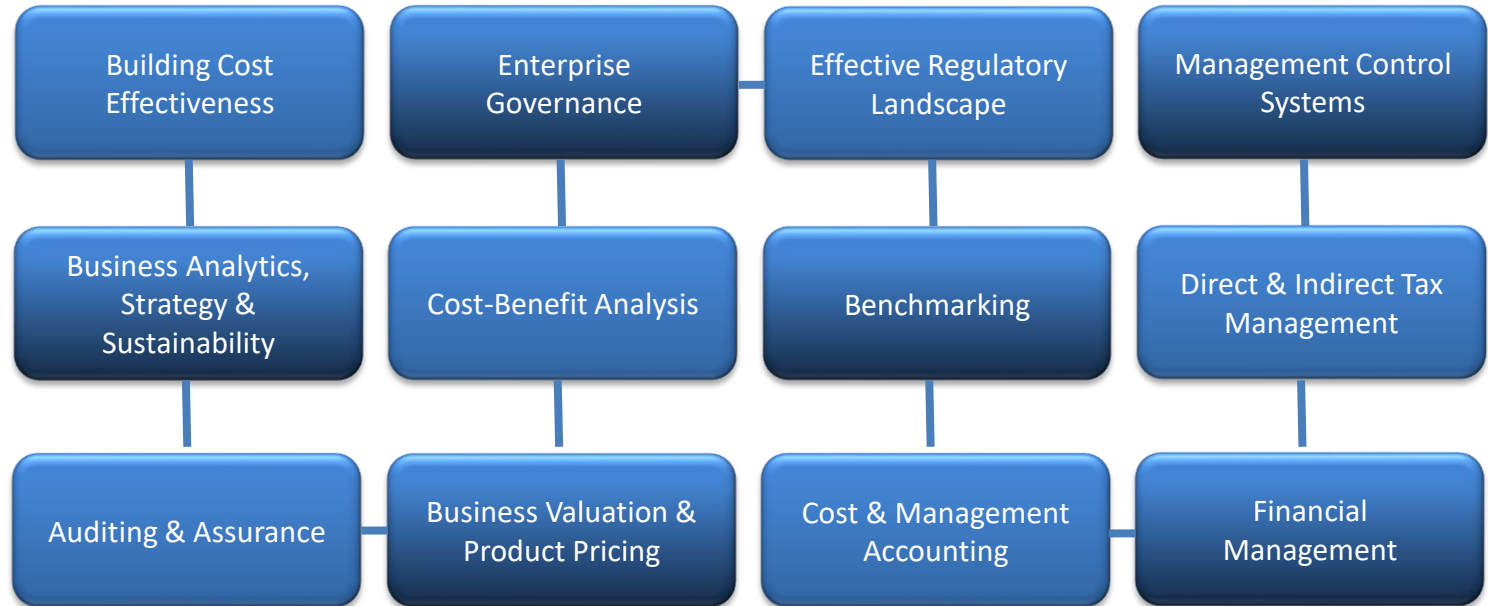 Building Cost
Effectiveness
Enterprise
Governance
Effective Regulatory
Landscape
Management Control
Systems
Business Analytics,
Strategy &
Sustainability
Cost-Benefit Analysis
Benchmarking
Direct & Indirect Tax
Management
Auditing & Assurance
Business Valuation &
Product Pricing
Cost & Management
Accounting
Financial
Management